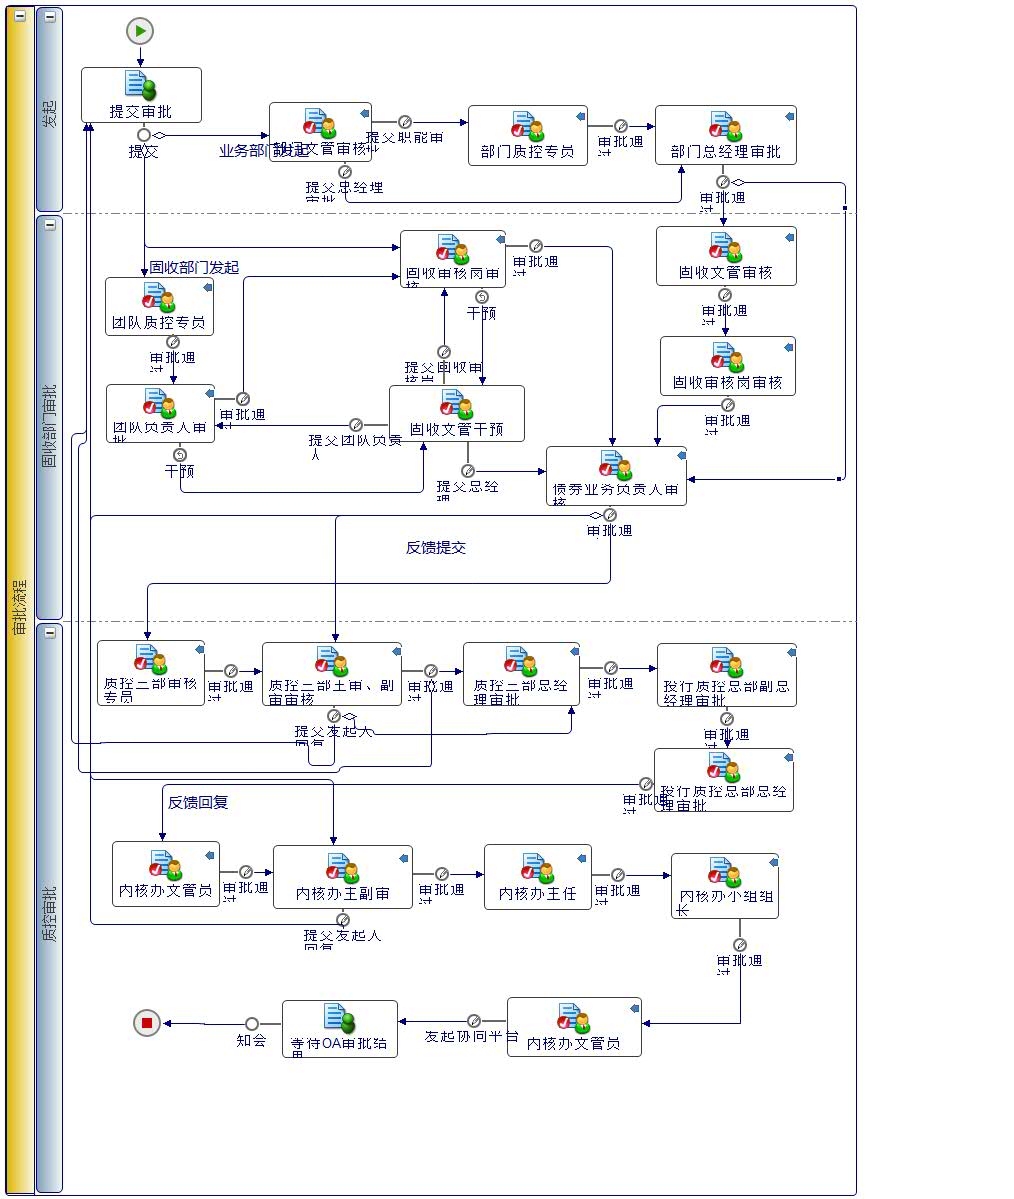 审批流程
发起
提交审批
提交
业务部门发起
部门文管审核
提交职能审
批
部门质控专员
审批通
过
部门总经理审批
提交总经理
审批
审批通
过
固收部门审批
固收部门发起
团队质控专员
审批通
过
团队负责人审
批
审批通
过
干预
固收审核岗审
核
审批通
过
干预
提交固收审
核岗
固收文管干预
提交团队负责
人
提交总经
理
固收文管审核
审批通
过
固收审核岗审核
审批通
过
债券业务负责人审
核
审批通
过
反馈提交
质控审批
质控二部审核
专员
审批通
过
质控二部主审、副
审审核
审批通
过
提交发起人
回复
质控二部总经
理审批
审批通
过
投行质控总部副总
经理审批
审批通
过
投行质控总部总经
理审批
审批通
过
反馈回复
内核办文管员
审批通
过
内核办主副审
审批通
过
提交发起人
回复
内核办主任
审批通
过
内核办小组组
长
审批通
过
内核办文管员
发起协同平台
等待OA审批结
果
知会